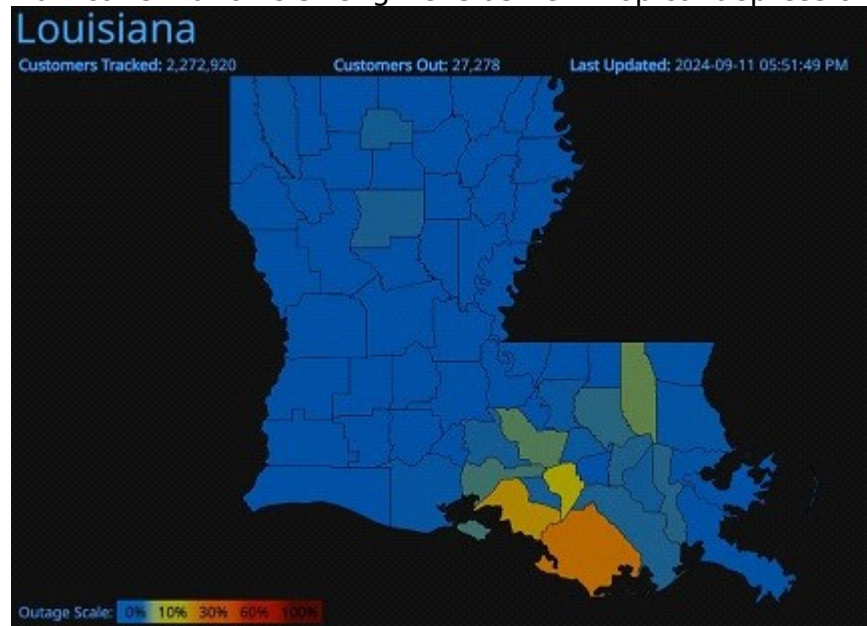 Louisiana
Customers Tracked: 2,272,920 Customers Out: 27,278 Last Updated: 2024-09-11 05:51:49 PM
Outage Scale: 0% 10% 30% 60% 100%